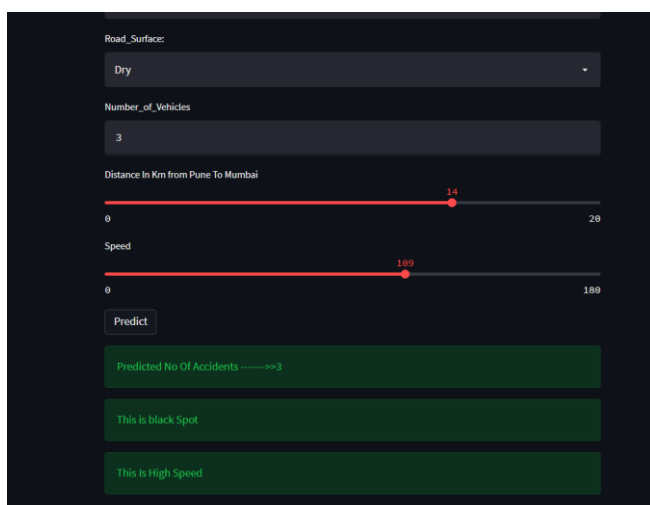 Road_Surface:
Dry
Number_of_Vehicles
3
Distance In Km from Pune To Mumbai
14
0 20
Speed
109
0 180
Predict
Predicted No Of Accidents ------->>3
This is black Spot
This Is High Speed